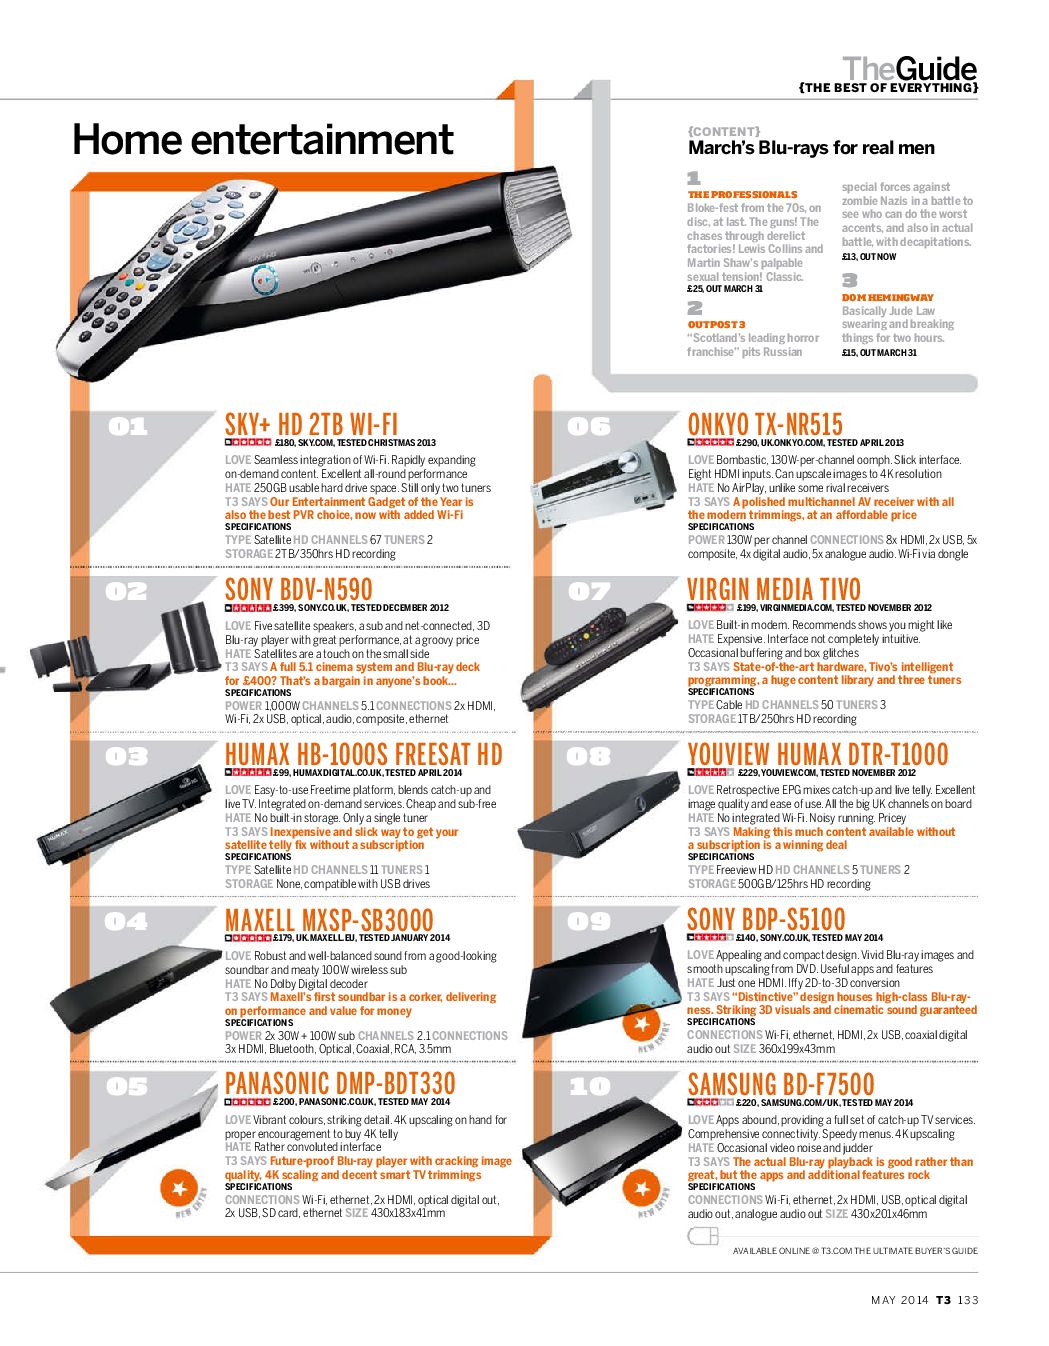 TheGuide
{THE BEST OF EVERYTHING}
Home entertainment
{CONTENT}
March's Blu-rays for real men
1
THE PROFESSIONALS
Bloke-fest from the 70s, on
disc, at last. The guns! The
chases through derelict
factories! Lewis Collins and
Martin Shaw's palpable
sexual tension! Classic.
£25, OUT MARCH 31
2
OUTPOST 3
"Scotland's leading horror
franchise" pits Russian
special forces against
zombie Nazis in a battle to
see who can do the worst
accents, and also in actual
battle, with decapitations.
£13, OUT NOW
3
DOM HEMINGWAY
Basically Jude Law
swearing and breaking
things for two hours.
£15, OUT MARCH 31
01
SKY+ HD 2TB WI-FI
£180, SKY.COM, TESTED CHRISTMAS 2013
LOVE Seamless integration of Wi-Fi. Rapidly expanding
on-demand content. Excellent all-round performance
HATE 250GB usable hard drive space. Still only two tuners
T3 SAYS Our Entertainment Gadget of the Year is
also the best PVR choice, now with added Wi-Fi
SPECIFICATIONS
TYPE Satellite HD CHANNELS 67 TUNERS 2
STORAGE 2TB/350hrs HD recording
02
SONY BDV-N590
£399, SONY.CO.UK, TESTED DECEMBER 2012
LOVE Five satellite speakers, a sub and net-connected, 3D
Blu-ray player with great performance, at a groovy price
HATE Satellites are a touch on the small side
T3 SAYS A full 5.1 cinema system and Blu-ray deck
for £400? That's a bargain in anyone's book...
SPECIFICATIONS
POWER 1,000W CHANNELS 5.1 CONNECTIONS 2x HDMI,
Wi-Fi, 2x USB, optical, audio, composite, ethernet
03
HUMAX HB-1000S FREESAT HD
£99, HUMAXDIGITAL.CO.UK, TESTED APRIL 2014
LOVE Easy-to-use Freetime platform, blends catch-up and
live TV. Integrated on-demand services. Cheap and sub-free
HATE No built-in storage. Only a single tuner
T3 SAYS Inexpensive and slick way to get your
satellite telly fix without a subscription
SPECIFICATIONS
TYPE Satellite HD CHANNELS 11 TUNERS 1
STORAGE None, compatible with USB drives
04
MAXELL MXSP-SB3000
£179, UK.MAXELL.EU, TESTED JANUARY 2014
LOVE Robust and well-balanced sound from a good-looking
soundbar and meaty 100W wireless sub
HATE No Dolby Digital decoder
T3 SAYS Maxell's first soundbar is a corker, delivering
on performance and value for money
SPECIFICATIONS
POWER 2x 30W + 100W sub CHANNELS 2.1 CONNECTIONS
3x HDMI, Bluetooth, Optical, Coaxial, RCA, 3.5mm
05
PANASONIC DMP-BDT330
£200, PANASONIC.CO.UK, TESTED MAY 2014
LOVE Vibrant colours, striking detail. 4K upscaling on hand for
proper encouragement to buy 4K telly
HATE Rather convoluted interface
T3 SAYS Future-proof Blu-ray player with cracking image
quality, 4K scaling and decent smart TV trimmings
SPECIFICATIONS
CONNECTIONS Wi-Fi, ethernet, 2x HDMI, optical digital out,
2x USB, SD card, ethernet SIZE 430x183x41mm
NEW ENTRY
06
ONKYO TX-NR515
£290, UK.ONKYO.COM, TESTED APRIL 2013
LOVE Bombastic, 130W-per-channel oomph. Slick interface.
Eight HDMI inputs. Can upscale images to 4K resolution
HATE No AirPlay, unlike some rival receivers
T3 SAYS A polished multichannel AV receiver with all
the modern trimmings, at an affordable price
SPECIFICATIONS
POWER 130W per channel CONNECTIONS 8x HDMI, 2x USB, 5x
composite, 4x digital audio, 5x analogue audio. Wi-Fi via dongle
07
VIRGIN MEDIA TIVO
£199, VIRGINMEDIA.COM, TESTED NOVEMBER 2012
LOVE Built-in modem. Recommends shows you might like
HATE Expensive. Interface not completely intuitive.
Occasional buffering and box glitches
T3 SAYS State-of-the-art hardware, Tivo's intelligent
programming, a huge content library and three tuners
SPECIFICATIONS
TYPE Cable HD CHANNELS 50 TUNERS 3
STORAGE 1TB/250hrs HD recording
08
YOUVIEW HUMAX DTR-T1000
£229, YOUVIEW.COM, TESTED NOVEMBER 2012
LOVE Retrospective EPG mixes catch-up and live telly. Excellent
image quality and ease of use. All the big UK channels on board
HATE No integrated Wi-Fi. Noisy running. Pricey
T3 SAYS Making this much content available without
a subscription is a winning deal
SPECIFICATIONS
TYPE Freeview HD HD CHANNELS 5 TUNERS 2
STORAGE 500GB/125hrs HD recording
09
SONY BDP-S5100
£140, SONY.CO.UK, TESTED MAY 2014
LOVE Appealing and compact design. Vivid Blu-ray images and
smooth upscaling from DVD. Useful apps and features
HATE Just one HDMI. Iffy 2D-to-3D conversion
T3 SAYS "Distinctive" design houses high-class Blu-ray-
ness. Striking 3D visuals and cinematic sound guaranteed
SPECIFICATIONS
CONNECTIONS Wi-Fi, ethernet, HDMI, 2x USB, coaxial digital
audio out SIZE 360x199x43mm
NEW ENTRY
10
SAMSUNG BD-F7500
£220, SAMSUNG.COM/UK, TESTED MAY 2014
LOVE Apps abound, providing a full set of catch-up TV services.
Comprehensive connectivity. Speedy menus. 4K upscaling
HATE Occasional video noise and judder
T3 SAYS The actual Blu-ray playback is good rather than
great, but the apps and additional features rock
SPECIFICATIONS
CONNECTIONS Wi-Fi, ethernet, 2x HDMI, USB, optical digital
audio out, analogue audio out SIZE 430x201x46mm
NEW ENTRY
AVAILABLE ONLINE @ T3.COM THE ULTIMATE BUYER'S GUIDE
MAY 2014 T3 133